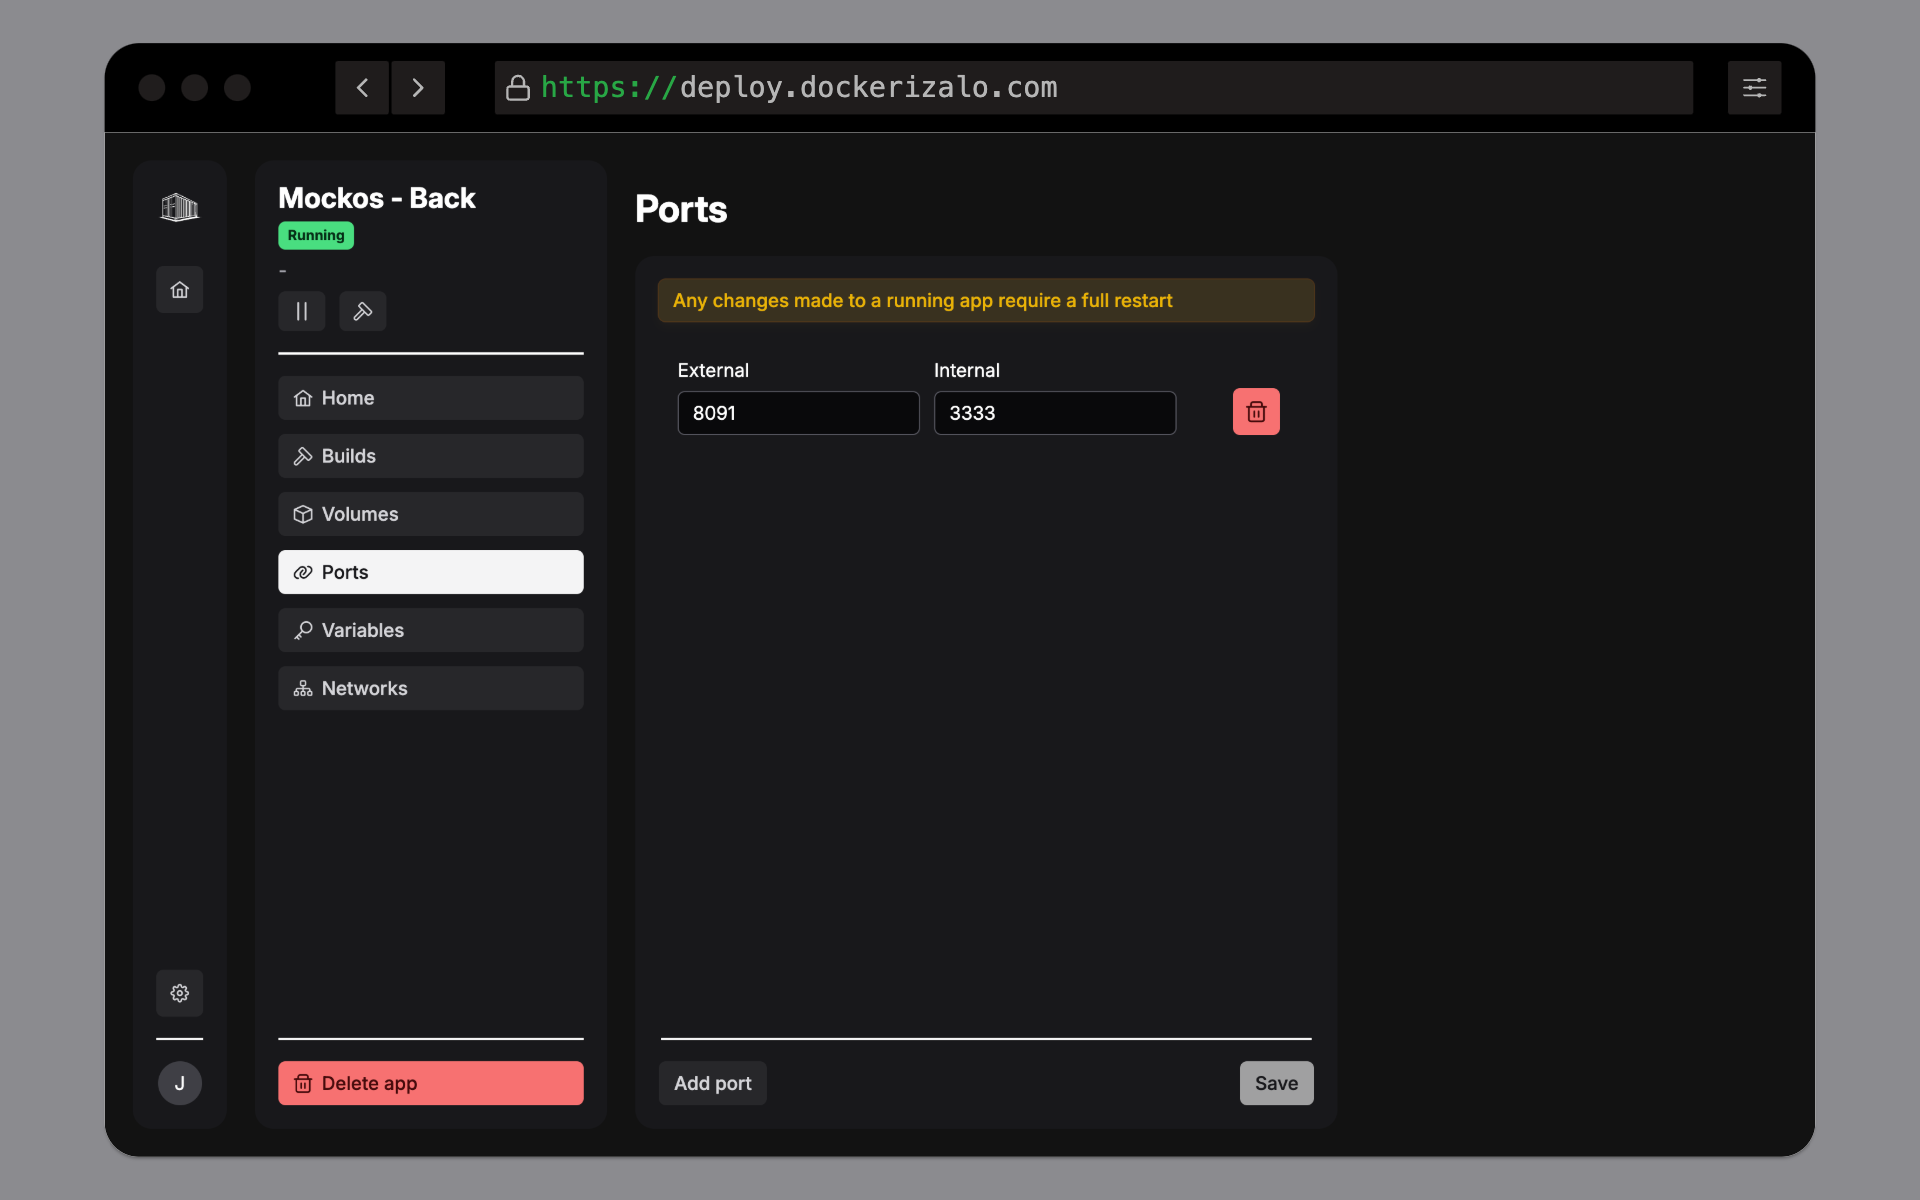 https://deploy.dockerizalo.com
Mockos - Back
Running
-
Home
Builds
Volumes
Ports
Variables
Networks
Delete app
J
Ports
Any changes made to a running app require a full restart
External Internal
8091 3333
Add port Save